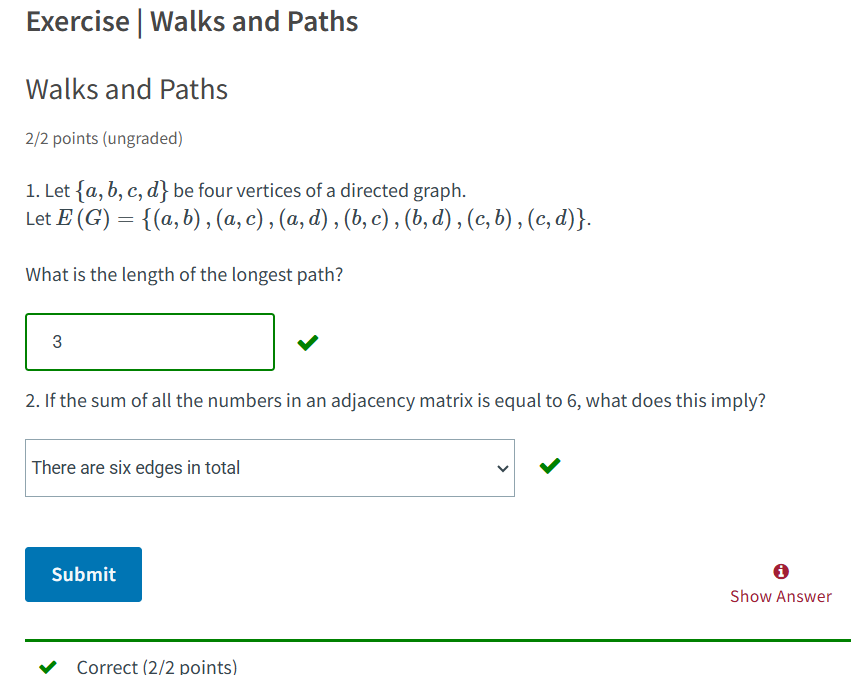 Exercise | Walks and Paths
Walks and Paths
2/2 points (ungraded)
1. Let {a, b, c, d} be four vertices of a directed graph.
Let E (G) = {(a, b) , (a, c) , (a, d) , (b, c) , (b, d) , (c, b) , (c, d)}.
What is the length of the longest path?
3
2. If the sum of all the numbers in an adjacency matrix is equal to 6, what does this imply?
There are six edges in total
Submit
Show Answer
Correct (2/2 points)